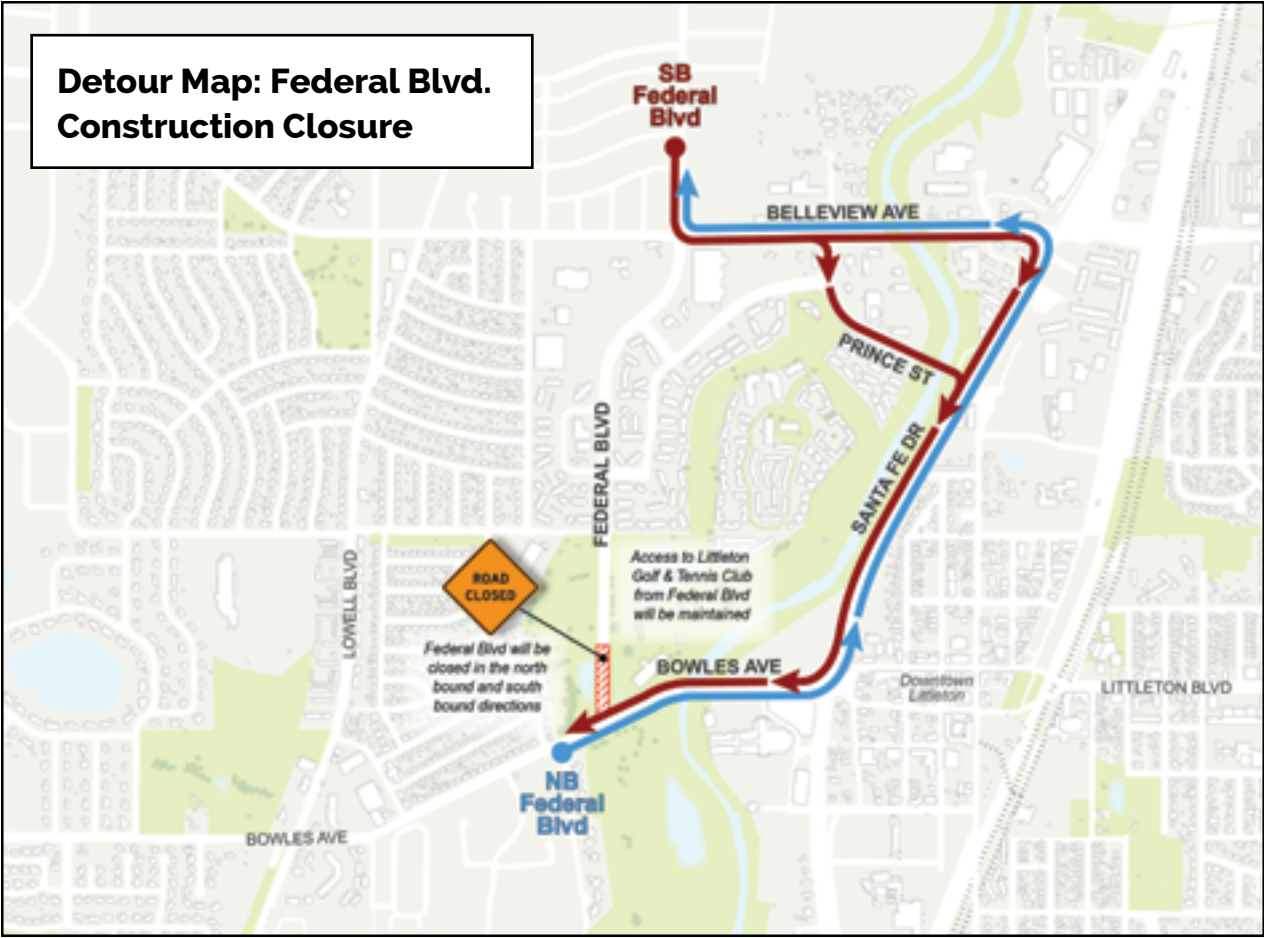 Detour Map: Federal Blvd.
Construction Closure
SB
Federal
Blvd
BELLEVIEW AVE
PRINCE ST
FEDERAL BLVD
SANTA FE DR
LOWELL BLVD
ROAD
CLOSED
Access to Littleton
Golf & Tennis Club
from Federal Blvd
will be maintained
Federal Blvd will be
closed in the north
bound and south
bound directions
BOWLES AVE
Downtown
Littleton
LITTLETON BLVD
NB
Federal
Blvd
BOWLES AVE